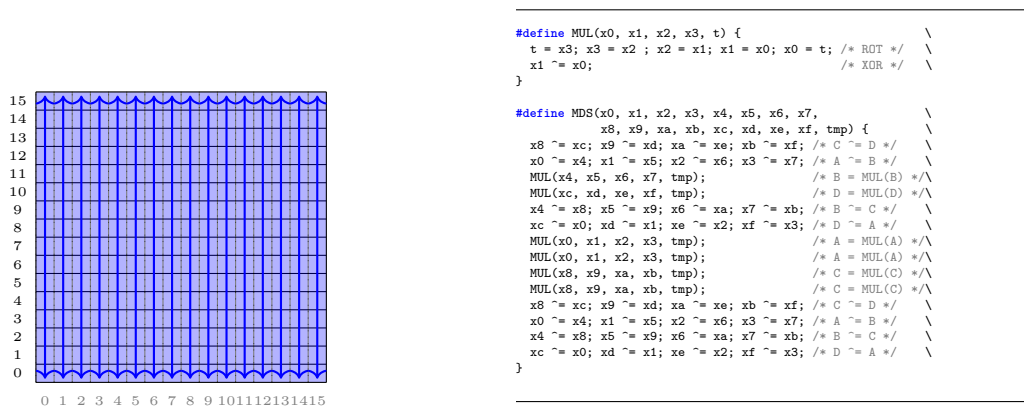 15
14
13
12
11
10
9
8
7
6
5
4
3
2
1
0
0 1 2 3 4 5 6 7 8 9 10 11 12 13 14 15
#define MUL(x0, x1, x2, x3, t) { \
t = x3; x3 = x2 ; x2 = x1; x1 = x0; x0 = t; /* ROT */ \
x1 ^= x0; /* XOR */ \
}
#define MDS(x0, x1, x2, x3, x4, x5, x6, x7, \
x8, x9, xa, xb, xc, xd, xe, xf, tmp) { \
x8 ^= xc; x9 ^= xd; xa ^= xe; xb ^= xf; /* C ^= D */ \
x0 ^= x4; x1 ^= x5; x2 ^= x6; x3 ^= x7; /* A ^= B */ \
MUL(x4, x5, x6, x7, tmp); /* B = MUL(B) */\
MUL(xc, xd, xe, xf, tmp); /* D = MUL(D) */\
x4 ^= x8; x5 ^= x9; x6 ^= xa; x7 ^= xb; /* B ^= C */ \
xc ^= x0; xd ^= x1; xe ^= x2; xf ^= x3; /* D ^= A */ \
MUL(x0, x1, x2, x3, tmp); /* A = MUL(A) */\
MUL(x0, x1, x2, x3, tmp); /* A = MUL(A) */\
MUL(x8, x9, xa, xb, tmp); /* C = MUL(C) */\
MUL(x8, x9, xa, xb, tmp); /* C = MUL(C) */\
x8 ^= xc; x9 ^= xd; xa ^= xe; xb ^= xf; /* C ^= D */ \
x0 ^= x4; x1 ^= x5; x2 ^= x6; x3 ^= x7; /* A ^= B */ \
x4 ^= x8; x5 ^= x9; x6 ^= xa; x7 ^= xb; /* B ^= C */ \
xc ^= x0; xd ^= x1; xe ^= x2; xf ^= x3; /* D ^= A */ \
}